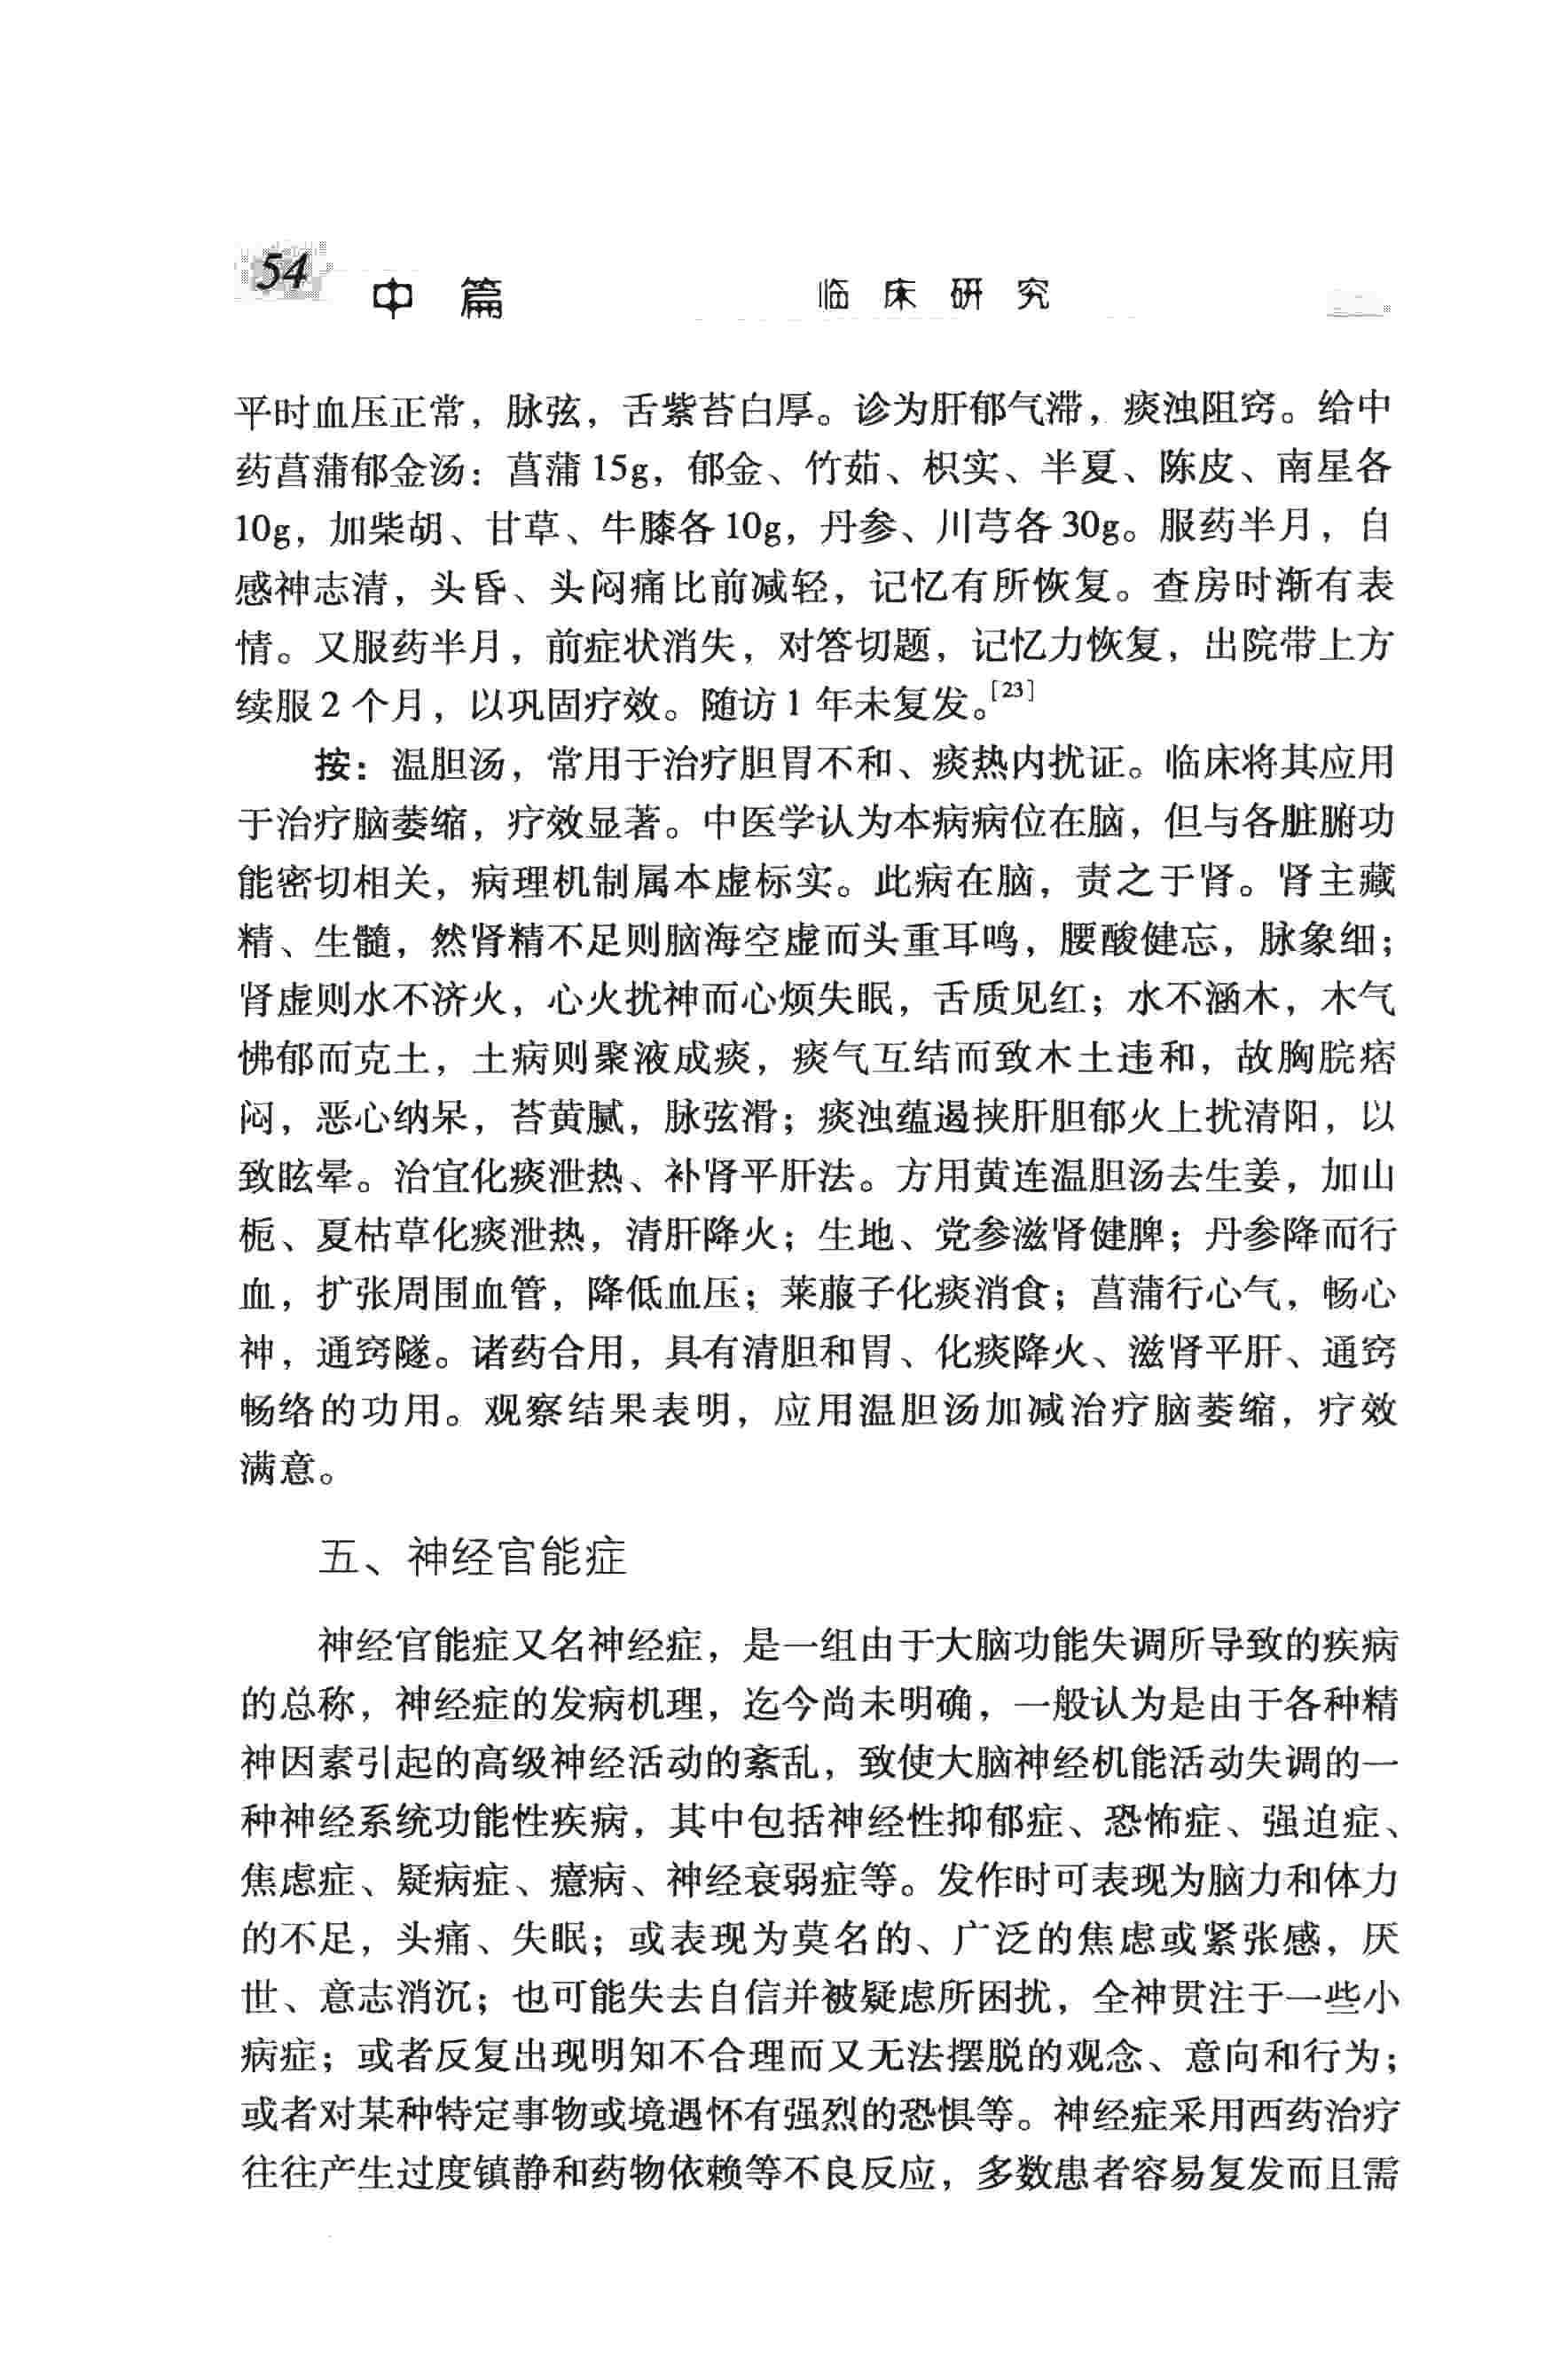 54
中 篇
临 床 研 究
平时血压正常，脉弦，舌紫苔白厚。诊为肝郁气滞，痰浊阻窍。给中
药菖蒲郁金汤：菖蒲 15g，郁金、竹茹、枳实、半夏、陈皮、南星各
10g，加柴胡、甘草、牛膝各 10g，丹参、川芎各 30g。服药半月，自
感神志清，头昏、头闷痛比前减轻，记忆有所恢复。查房时渐有表
情。又服药半月，前症状消失，对答切题，记忆力恢复，出院带上方
续服 2 个月，以巩固疗效。随访 1 年未复发。[23]
按：温胆汤，常用于治疗胆胃不和、痰热内扰证。临床将其应用
于治疗脑萎缩，疗效显著。中医学认为本病病位在脑，但与各脏腑功
能密切相关，病理机制属本虚标实。此病在脑，责之于肾。肾主藏
精、生髓，然肾精不足则脑海空虚而头重耳鸣，腰酸健忘，脉象细；
肾虚则水不济火，心火扰神而心烦失眠，舌质见红；水不涵木，木气
怫郁而克土，土病则聚液成痰，痰气互结而致木土违和，故胸脘痞
闷，恶心纳呆，苔黄腻，脉弦滑；痰浊蕴遏挟肝胆郁火上扰清阳，以
致眩晕。治宜化痰泄热、补肾平肝法。方用黄连温胆汤去生姜，加山
栀、夏枯草化痰泄热，清肝降火；生地、党参滋肾健脾；丹参降而行
血，扩张周围血管，降低血压；莱菔子化痰消食；菖蒲行心气，畅心
神，通窍隧。诸药合用，具有清胆和胃、化痰降火、滋肾平肝、通窍
畅络的功用。观察结果表明，应用温胆汤加减治疗脑萎缩，疗效
满意。
五、神经官能症
神经官能症又名神经症，是一组由于大脑功能失调所导致的疾病
的总称，神经症的发病机理，迄今尚未明确，一般认为是由于各种精
神因素引起的高级神经活动的紊乱，致使大脑神经机能活动失调的一
种神经系统功能性疾病，其中包括神经性抑郁症、恐怖症、强迫症、
焦虑症、疑病症、癔病、神经衰弱症等。发作时可表现为脑力和体力
的不足，头痛、失眠；或表现为莫名的、广泛的焦虑或紧张感，厌
世、意志消沉；也可能失去自信并被疑虑所困扰，全神贯注于一些小
病症；或者反复出现明知不合理而又无法摆脱的观念、意向和行为；
或者对某种特定事物或境遇怀有强烈的恐惧等。神经症采用西药治疗
往往产生过度镇静和药物依赖等不良反应，多数患者容易复发而且需